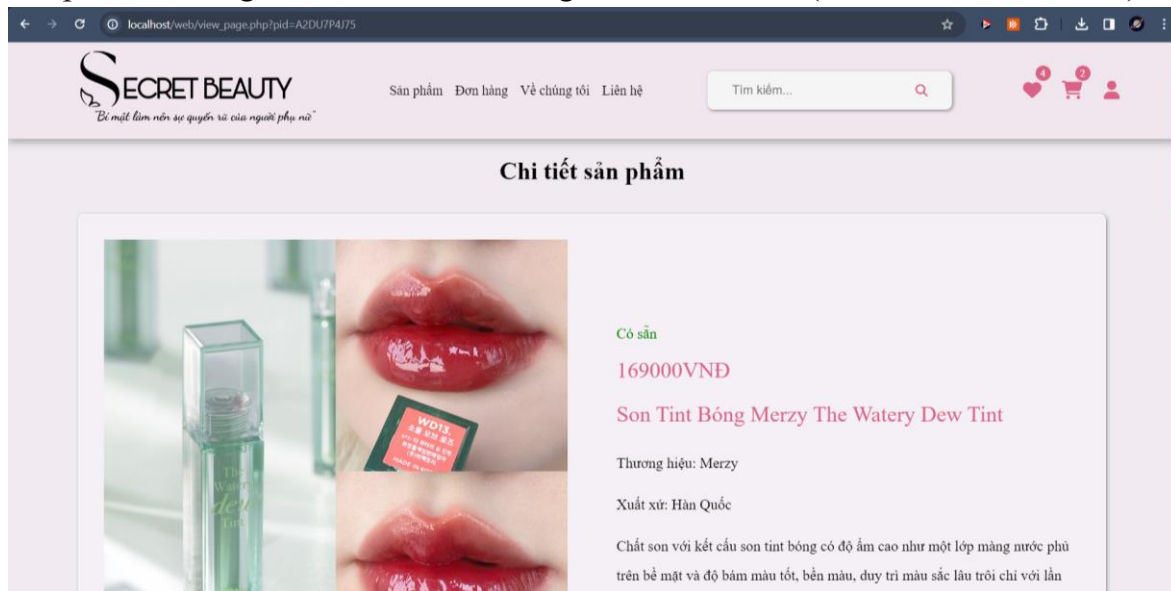 localhost/web/view_page.php?pid=A2DU7P4J75
SECRET BEAUTY
"Bí mật làm nên sự quyến rũ của người phụ nữ"
Sản phẩm Đơn hàng Về chúng tôi Liên hệ
Tìm kiếm...
4
2
Chi tiết sản phẩm
Có sẵn
169000VNĐ
Son Tint Bóng Merzy The Watery Dew Tint
Thương hiệu: Merzy
Xuất xứ: Hàn Quốc
Chất son với kết cấu son tint bóng có độ ẩm cao như một lớp màng nước phủ
trên bề mặt và độ bám màu tốt, bền màu, duy trì màu sắc lâu trôi chỉ với lần
The
Watery
dew
Tint
WD13.